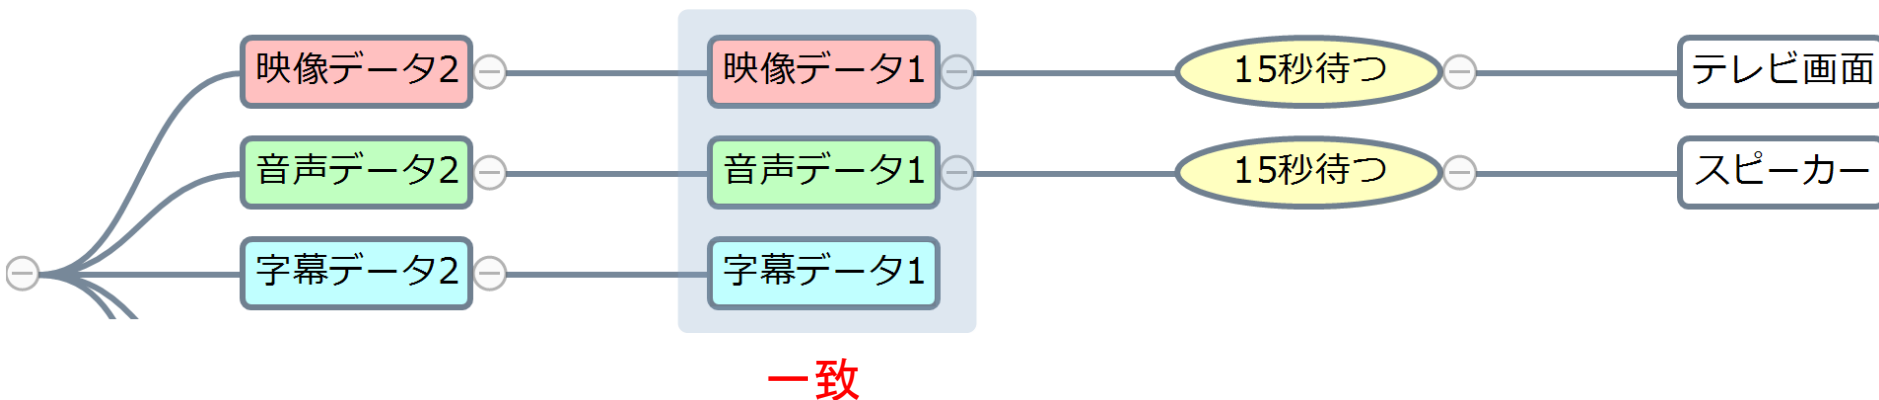 映像データ2 映像データ1 15秒待つ テレビ画面
音声データ2 音声データ1 15秒待つ スピーカー
字幕データ2 字幕データ1
一致